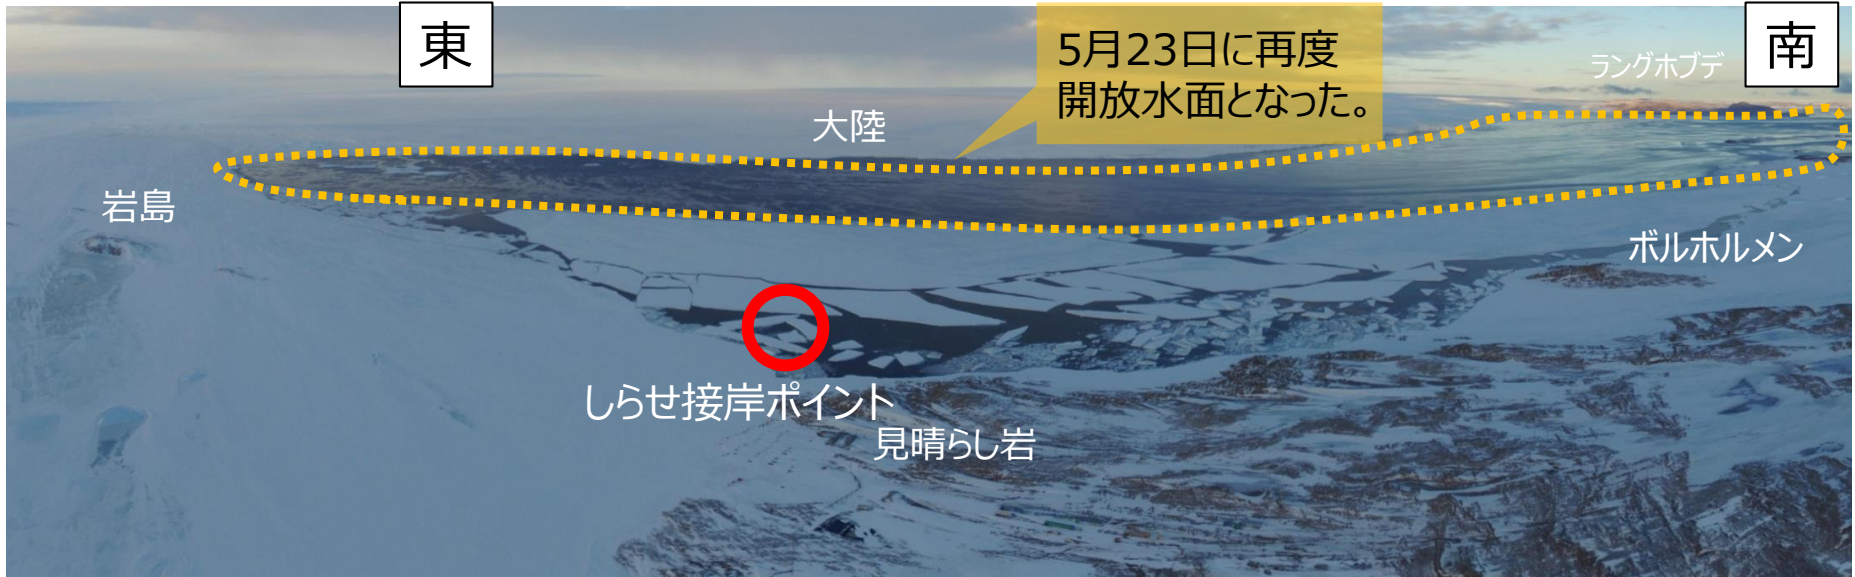 東
5月23日に再度
開放水面となった。
南
ラングホブデ
大陸
岩島
ボルホルメン
しらせ接岸ポイント
見晴らし岩